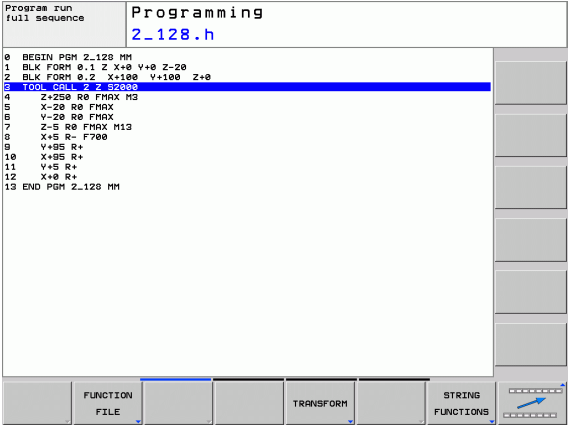 Program run
full sequence
Programming
2_128.h
0 BEGIN PGM 2_128 MM
1 BLK FORM 0.1 Z X+0 Y+0 Z-20
2 BLK FORM 0.2 X+100 Y+100 Z+0
3 TOOL CALL 2 Z S2000
4 Z+250 R0 FMAX M3
5 X-20 R0 FMAX
6 Y-20 R0 FMAX
7 Z-5 R0 FMAX M13
8 X+5 R- F700
9 Y+95 R+
10 X+95 R+
11 Y+5 R+
12 X+0 R+
13 END PGM 2_128 MM
FUNCTION
FILE
TRANSFORM
STRING
FUNCTIONS